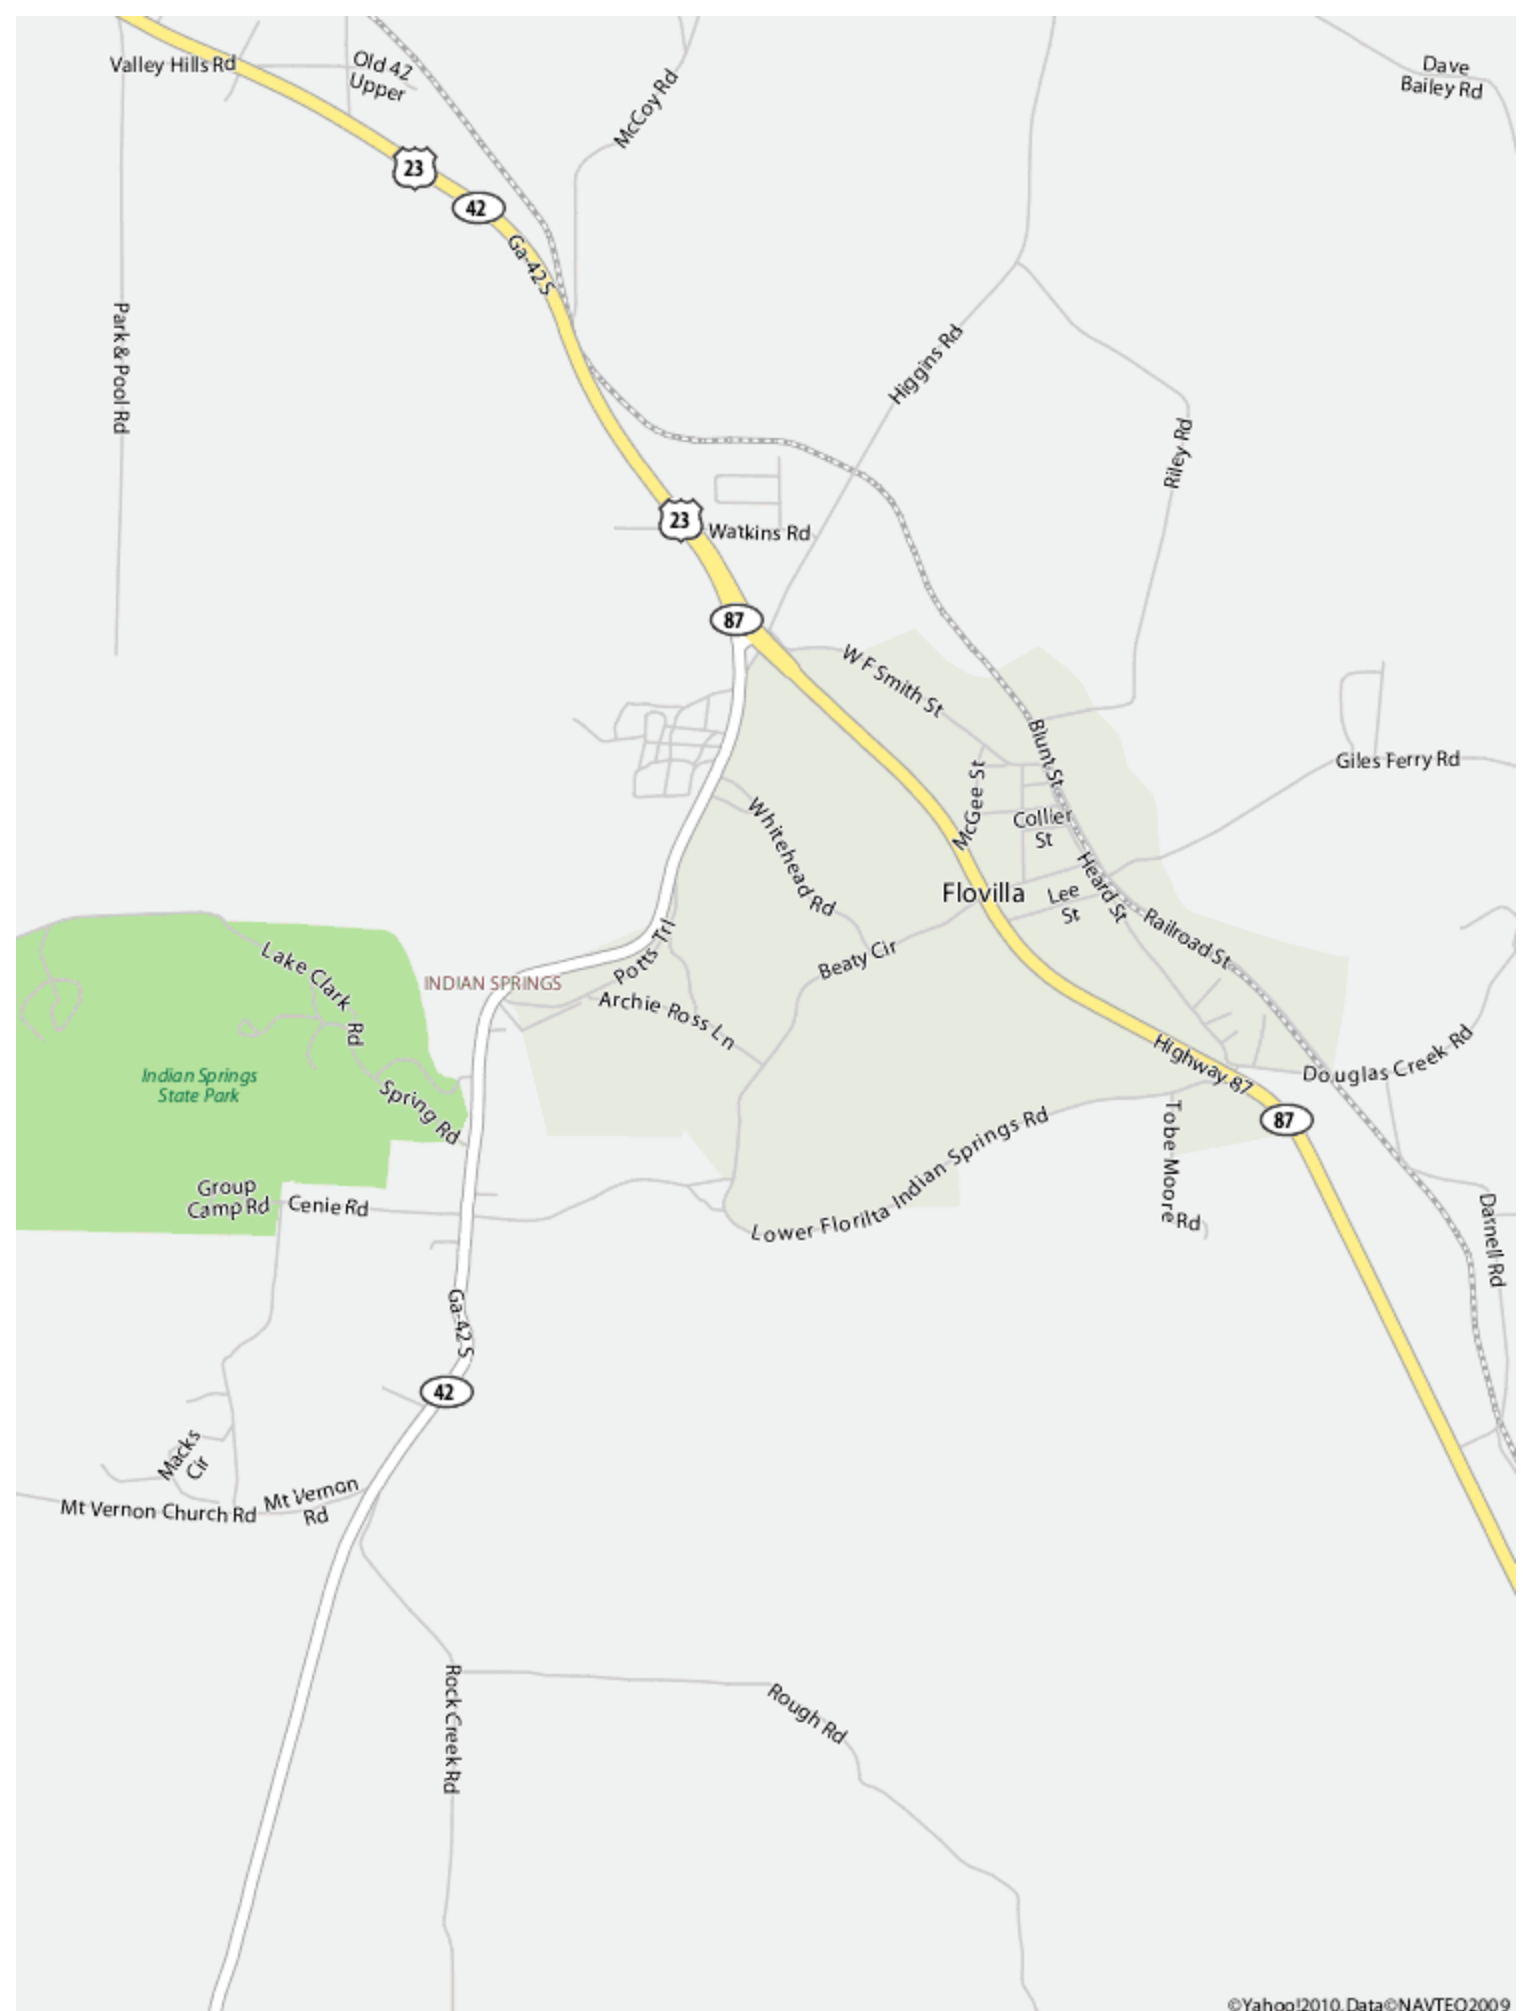 Valley Hills Rd
Old 42
Upper
McCoy Rd
Dave
Bailey Rd
23
42
Ga-42 S
Park & Pool Rd
Higgins Rd
Riley Rd
23
Watkins Rd
87
W F Smith St
Blunt St
Giles Ferry Rd
McGee St
Collier
St
Whitehead Rd
Heard St
Flovilla
Lee
St
Railroad St
Beaty Cir
Potts Trl
Lake Clark Rd
INDIAN SPRINGS
Archie Ross Ln
Highway 87
Douglas Creek Rd
Indian Springs
State Park
Spring Rd
87
Tobe Moore Rd
Lower Florilta Indian Springs Rd
Group
Camp Rd
Cenie Rd
Darnell Rd
Ga-42 S
42
Macks
Cir
Mt Vernon Church Rd
Mt Vernon
Rd
Rock Creek Rd
Rough Rd
©Yahoo!2010,Data©NAVTEQ2009